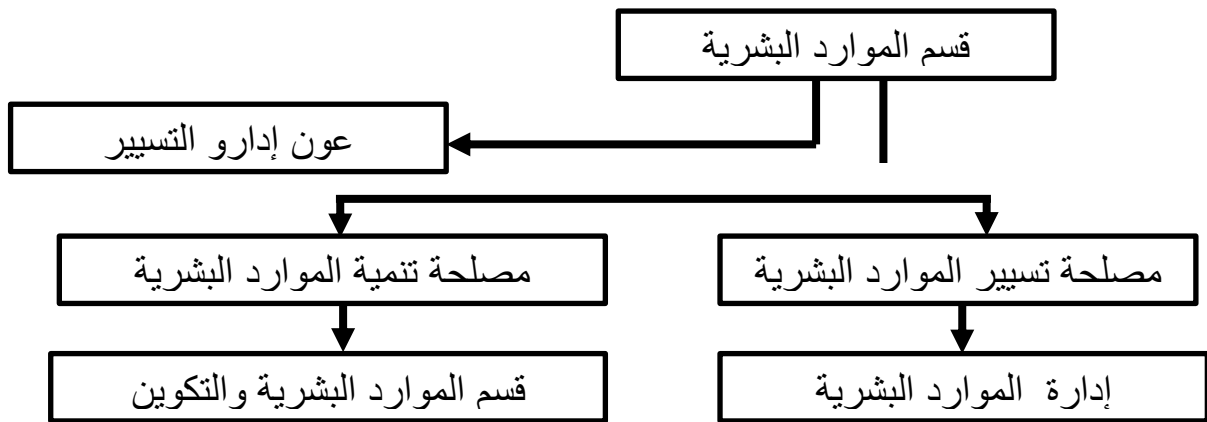 قسم الموارد البشرية
عون إدارو التسيير
مصلحة تسيير الموارد البشرية
مصلحة تنمية الموارد البشرية
إدارة الموارد البشرية
قسم الموارد البشرية والتكوين